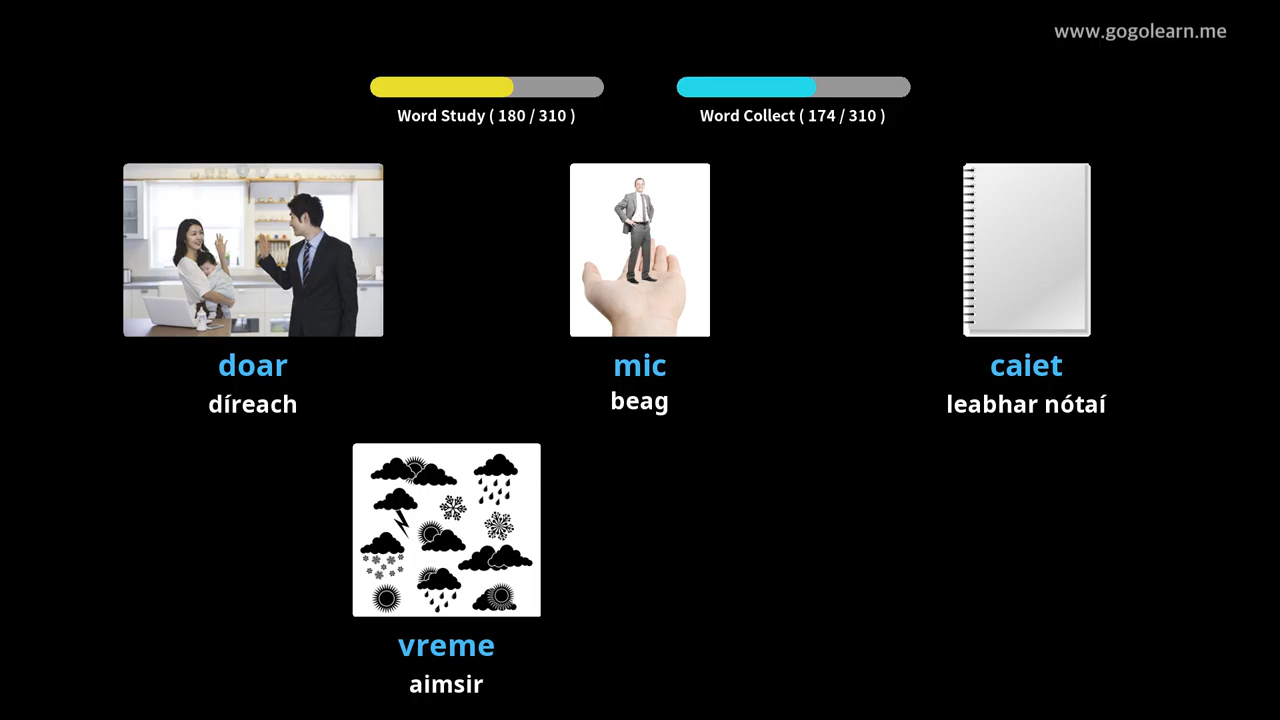 www.gogolearn.me
Word Study ( 180 / 310 )
Word Collect ( 174 / 310 )
doar
díreach
mic
beag
caiet
leabhar nótaí
vreme
aimsir